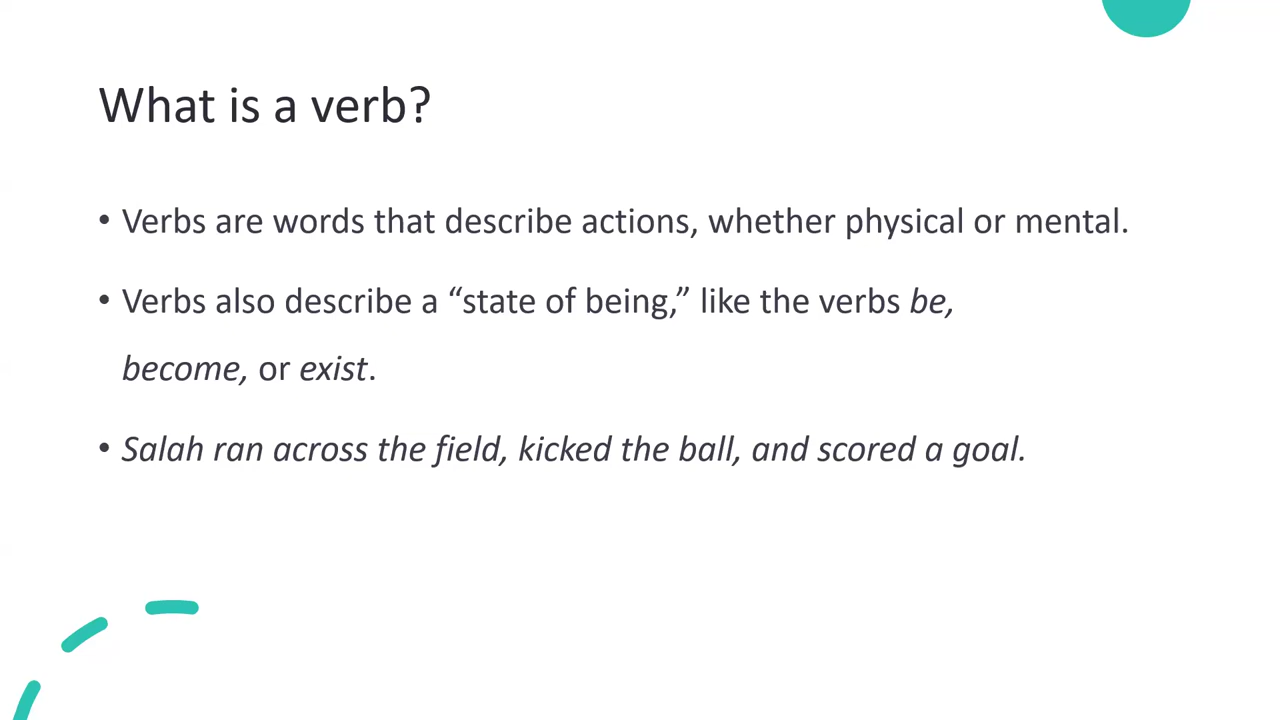 What is a verb?
• Verbs are words that describe actions, whether physical or mental.
• Verbs also describe a “state of being,” like the verbs be,
become, or exist.
• Salah ran across the field, kicked the ball, and scored a goal.